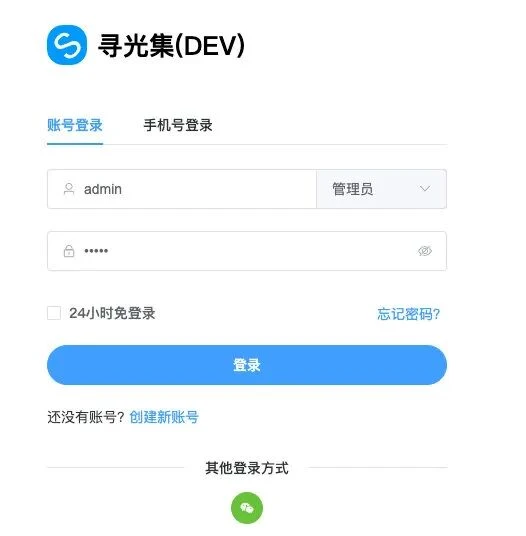 寻光集(DEV)
账号登录 手机号登录
admin 管理员
•••••
24小时免登录 忘记密码?
登录
还没有账号? 创建新账号
其他登录方式